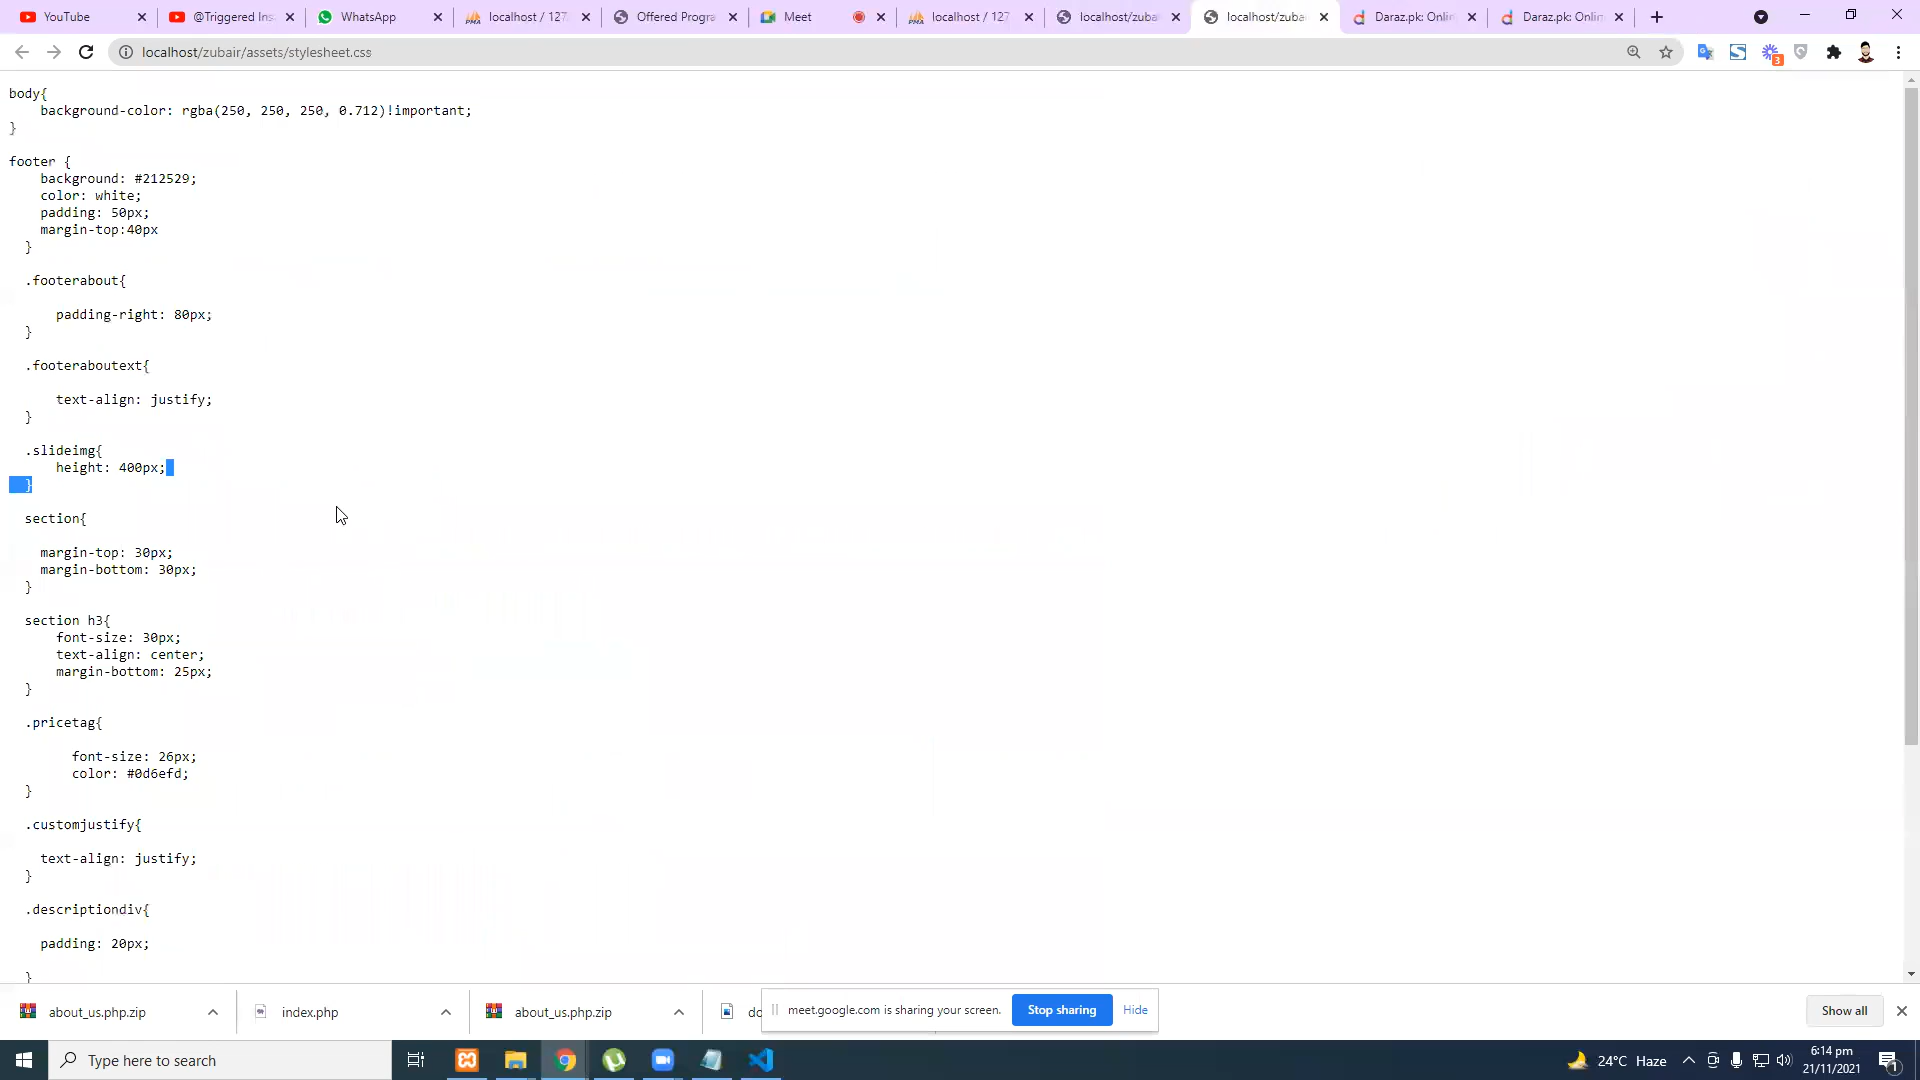 YouTube
@Triggered Ins
WhatsApp
localhost / 127
Offered Progra
Meet
localhost / 127
localhost/zuba
localhost/zuba
Daraz.pk: Onlin
Daraz.pk: Onlin
localhost/zubair/assets/stylesheet.css
3
body{
background-color: rgba(250, 250, 250, 0.712)!important;
}
footer {
background: #212529;
color: white;
padding: 50px;
margin-top:40px
}
.footerabout{
padding-right: 80px;
}
.footeraboutext{
text-align: justify;
}
.slideimg{
height: 400px;
}
section{
margin-top: 30px;
margin-bottom: 30px;
}
section h3{
font-size: 30px;
text-align: center;
margin-bottom: 25px;
}
.pricetag{
font-size: 26px;
color: #0d6efd;
}
.customjustify{
text-align: justify;
}
.descriptiondiv{
padding: 20px;
}
about_us.php.zip
index.php
about_us.php.zip
meet.google.com is sharing your screen.
Stop sharing
Hide
Show all
Type here to search
24°C Haze
6:14 pm
21/11/2021
1